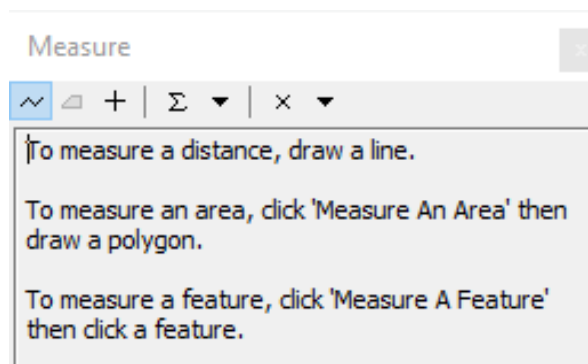 Measure
To measure a distance, draw a line.
To measure an area, click 'Measure An Area' then
draw a polygon.
To measure a feature, click 'Measure A Feature'
then click a feature.